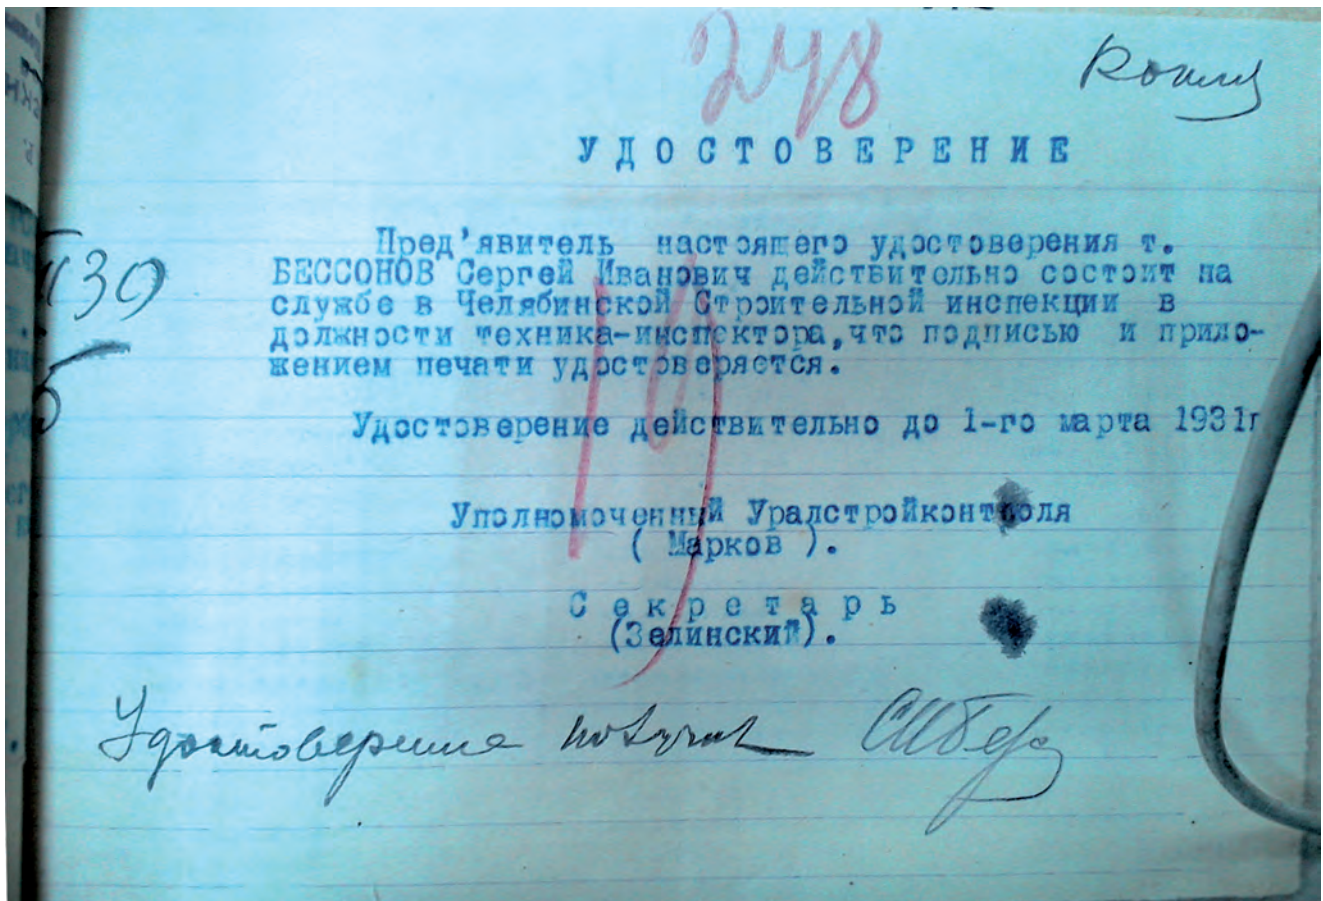 248
Копия
УДОСТОВЕРЕНИЕ
Пред'явитель настоящего удостоверения т.
БЕССОНОВ Сергей Иванович действительно состоит на
службе в Челябинской Строительной инспекции в
должности техника-инспектора, что подписью и прило-
жением печати удостоверяется.
Удостоверение действительно до 1-го марта 1931г
Уполномоченный Уралстройконтроля
( Марков ).
Секретарь
(Зелинский).
Удостоверение получил